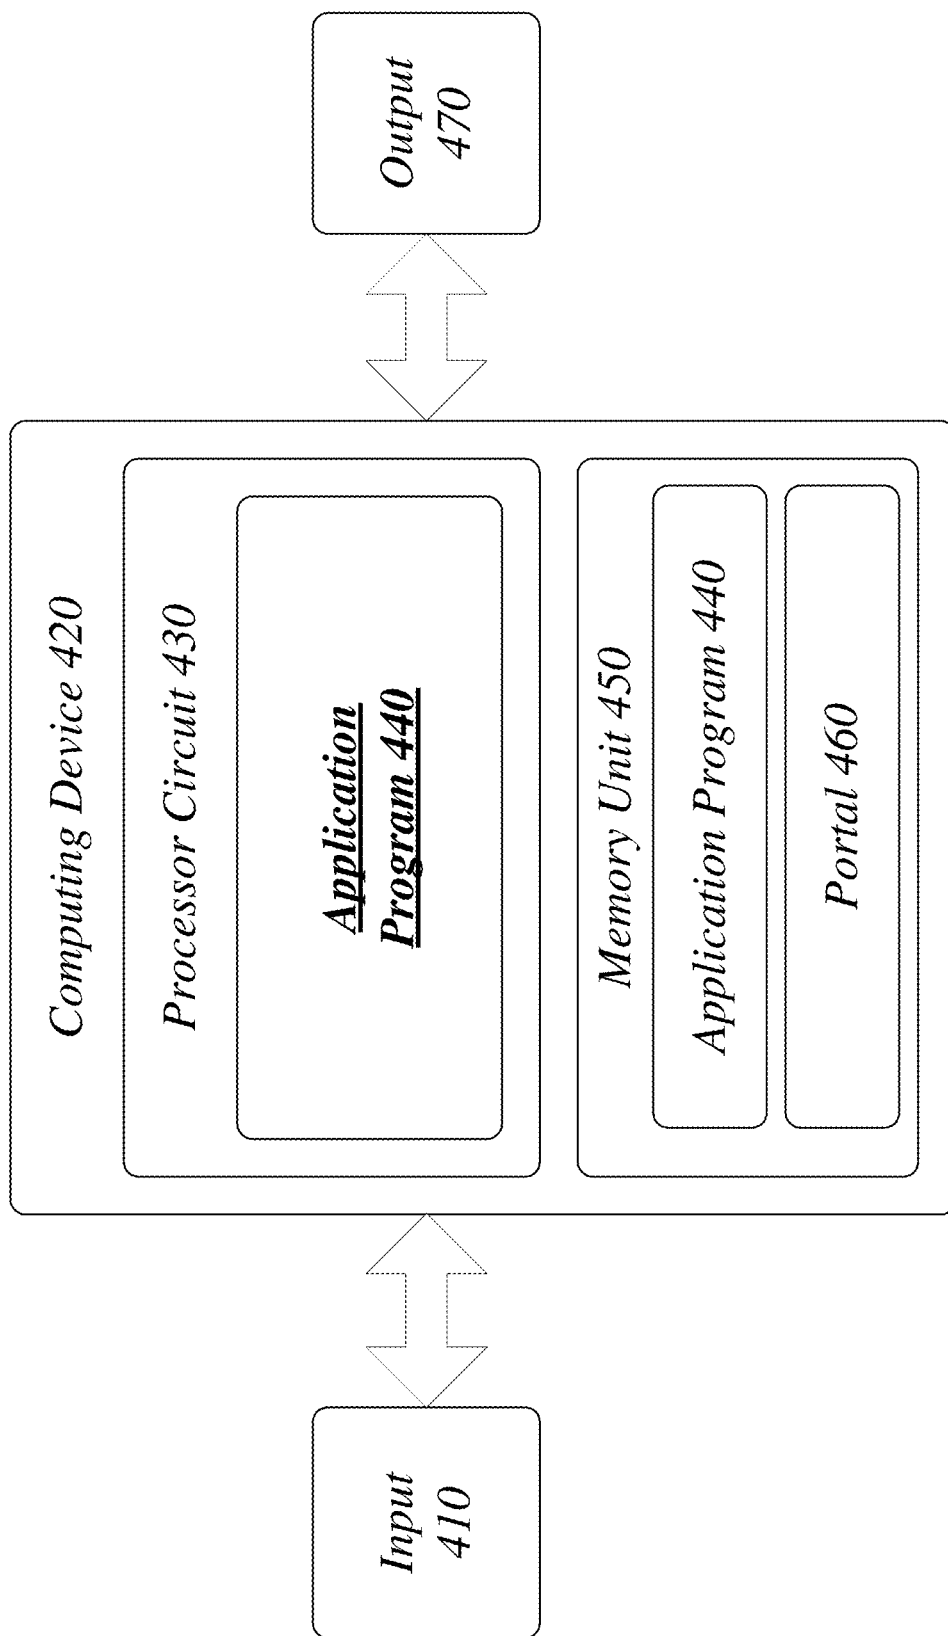 Computing Device 420
Processor Circuit 430
Application
Program 440
Memory Unit 450
Application Program 440
Portal 460
Input
410
Output
470